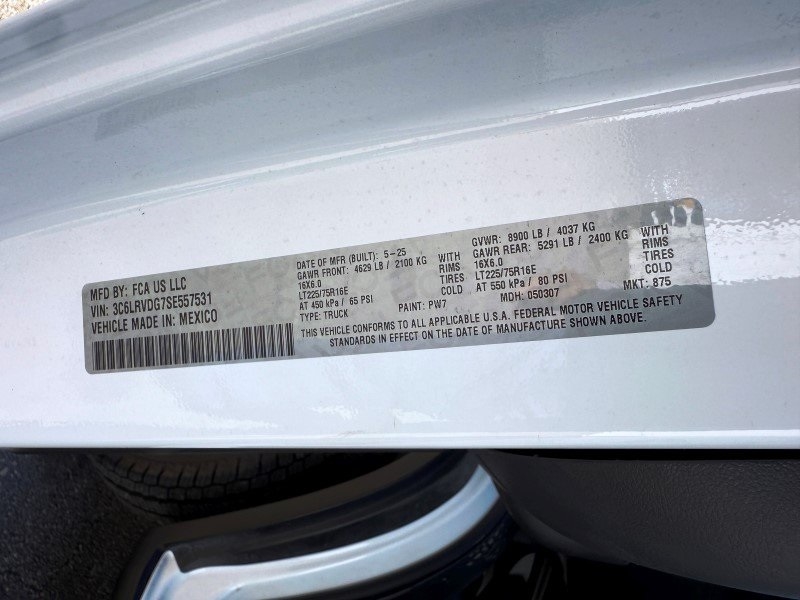 MFD BY: FCA US LLC
VIN: 3C6LRVDG7SE557531
VEHICLE MADE IN: MEXICO
DATE OF MFR (BUILT): 5-25
GAWR FRONT: 4629 LB / 2100 KG WITH
16X6.0 RIMS
LT225/75R16E TIRES
AT 450 kPa / 65 PSI COLD
TYPE: TRUCK PAINT: PW7
GVWR: 8900 LB / 4037 KG
GAWR REAR: 5291 LB / 2400 KG WITH
16X6.0 RIMS
LT225/75R16E TIRES
AT 550 kPa / 80 PSI COLD
MDH: 050307 MKT: 875
THIS VEHICLE CONFORMS TO ALL APPLICABLE U.S.A. FEDERAL MOTOR VEHICLE SAFETY
STANDARDS IN EFFECT ON THE DATE OF MANUFACTURE SHOWN ABOVE.